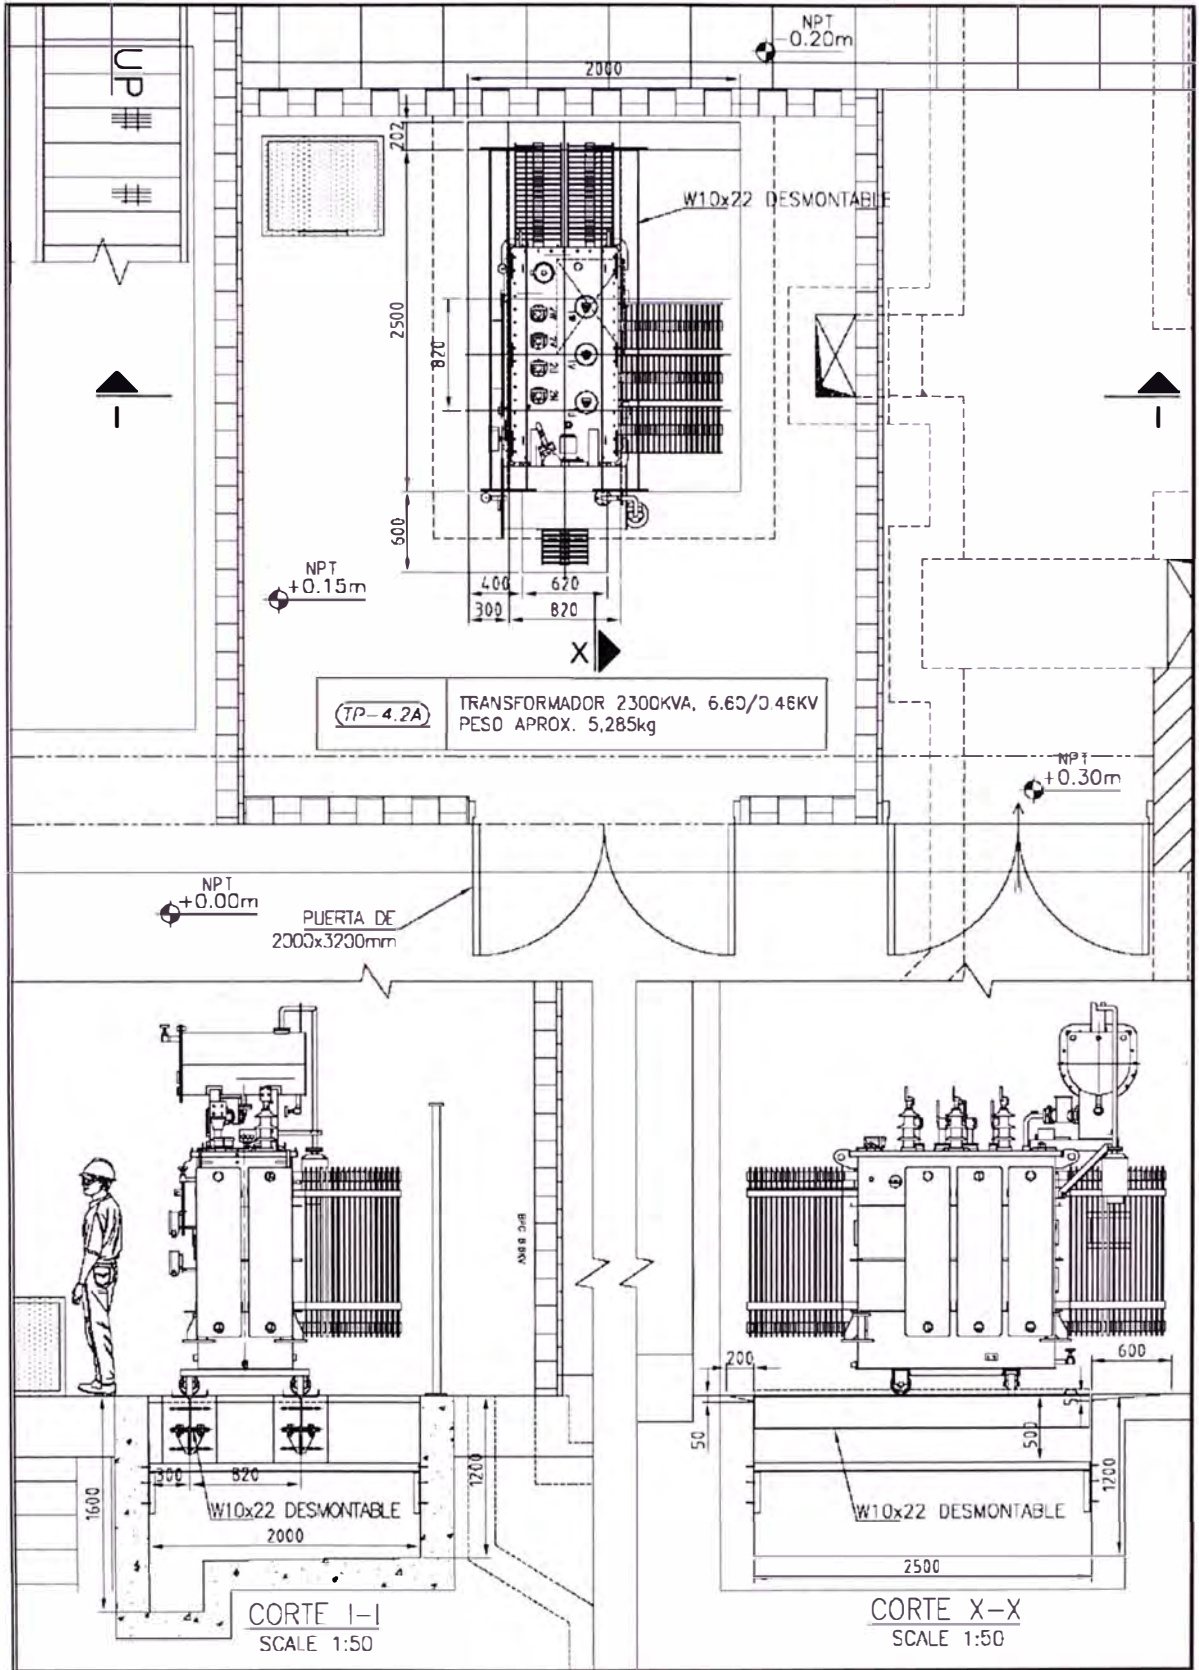 UP
NPT
-0.20m
2000
202
W10x22 DESMONTABLE
2500
820
I
I
600
NPT
+0.15m
400
620
300
820
X
TP-4.2A
TRANSFORMADOR 2300KVA, 6.60/0.46KV
PESO APROX. 5,285kg
NPT
+0.30m
NPT
+0.00m
PUERTA DE
2000x3200mm
200
600
50
500
300
820
1600
1200
1200
W10x22 DESMONTABLE
W10x22 DESMONTABLE
2000
2500
CORTE I-I
SCALE 1:50
CORTE X-X
SCALE 1:50